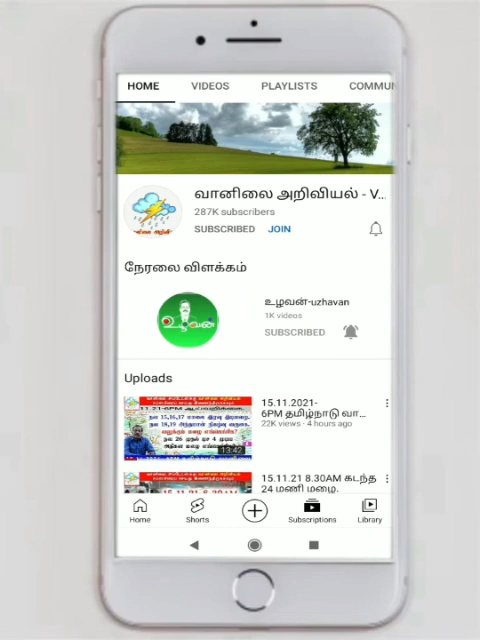 HOME VIDEOS PLAYLISTS COMMUN
வானிலை அறிவியல் - V...
287K subscribers
SUBSCRIBED JOIN
நேரலை விளக்கம்
உழவன்
உழவன்-uzhavan
1K videos
SUBSCRIBED
Uploads
15.11.2021-
6PM தமிழ்நாடு வா...
22K views · 4 hours ago
13:42
15.11.21 8.30AM கடந்த
24 மணி மழை.
Home Shorts Subscriptions Library